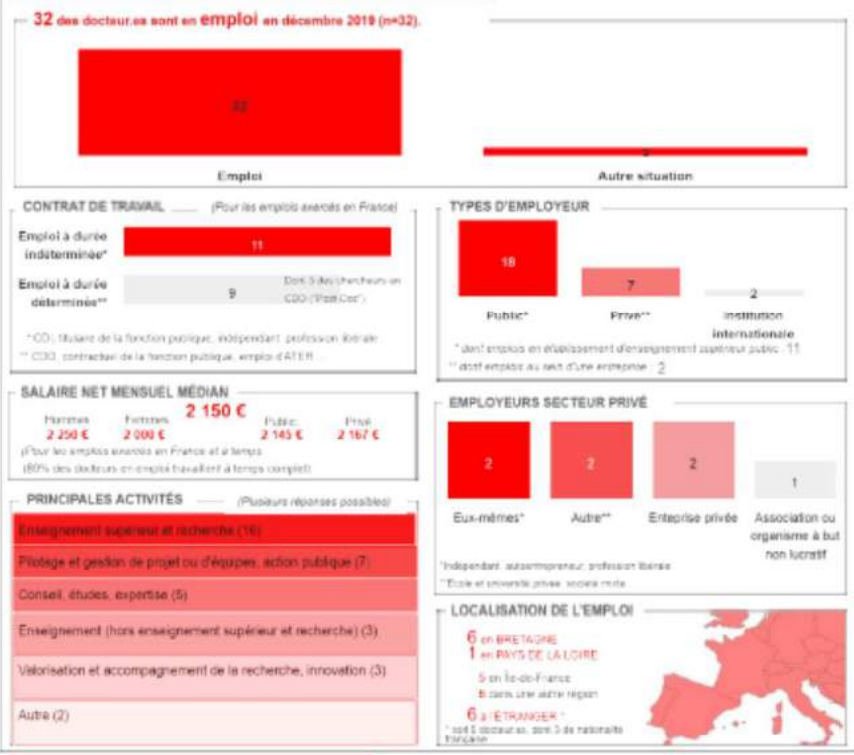 32 des docteur.es sont en emploi en décembre 2019 (n=32).
32
Emploi
Autre situation
CONTRAT DE TRAVAIL (Pour les emplois exercés en France)
Emploi à durée
indéterminée*
11
Emploi à durée
déterminée**
9
Dont 5 des chercheurs en
CDD ("Post Doc")
* CDI, titulaire de la fonction publique, indépendant, profession libérale
** CDD, contractuel de la fonction publique, emploi d'ATER
TYPES D'EMPLOYEUR
18
7
2
Public*
Privé**
Institution
internationale
* dont emplois en établissement d'enseignement supérieur public : 11
** dont emplois au sein d'une entreprise : 2
SALAIRE NET MENSUEL MÉDIAN
2 150 €
Hommes
2 250 €
Femmes
2 000 €
Public
2 145 €
Privé
2 167 €
(Pour les emplois exercés en France et à temps
(80% des docteurs en emploi travaillent à temps complet)
EMPLOYEURS SECTEUR PRIVÉ
2
2
2
1
Eux-mêmes*
Autre**
Enteprise privée
Association ou
organisme à but
non lucratif
*Indépendant, autoentrepreneur, profession libérale
**Ecole et université privée, société mixte
PRINCIPALES ACTIVITÉS (Plusieurs réponses possibles)
Enseignement supérieur et recherche (16)
Pilotage et gestion de projet ou d'équipes, action publique (7)
Conseil, études, expertise (5)
Enseignement (hors enseignement supérieur et recherche) (3)
Valorisation et accompagnement de la recherche, innovation (3)
Autre (2)
LOCALISATION DE L'EMPLOI
6 en BRETAGNE
1 en PAYS DE LA LOIRE
5 en Île-de-France
dans une autre région
6 à l'ÉTRANGER *
docteur.es, dont 3 de nationalité
française